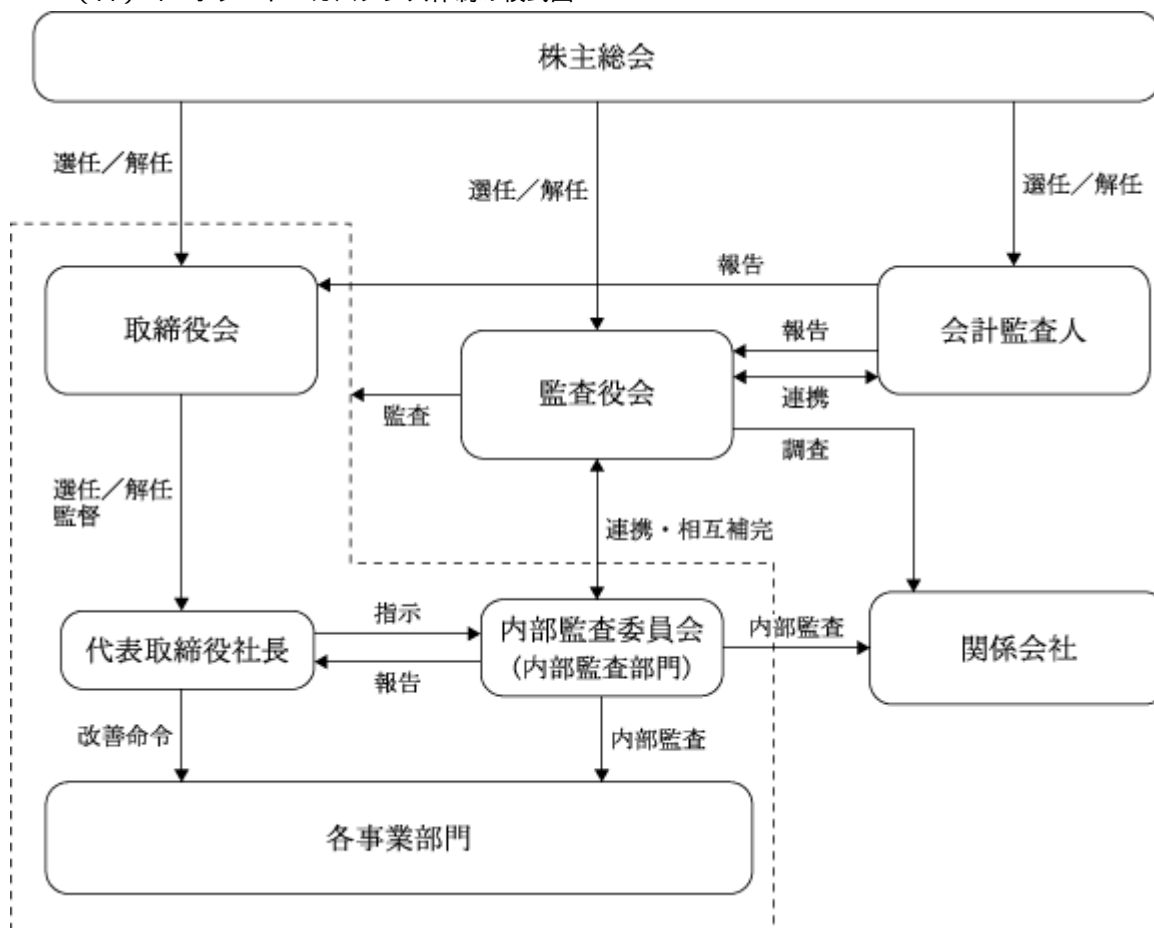 株主総会
選任／解任
選任／解任
選任／解任
報告
取締役会
会計監査人
報告
監査役会
連携
監査
調査
選任／解任
監督
連携・相互補完
指示
内部監査委員会
（内部監査部門）
内部監査
代表取締役社長
関係会社
報告
改善命令
内部監査
各事業部門